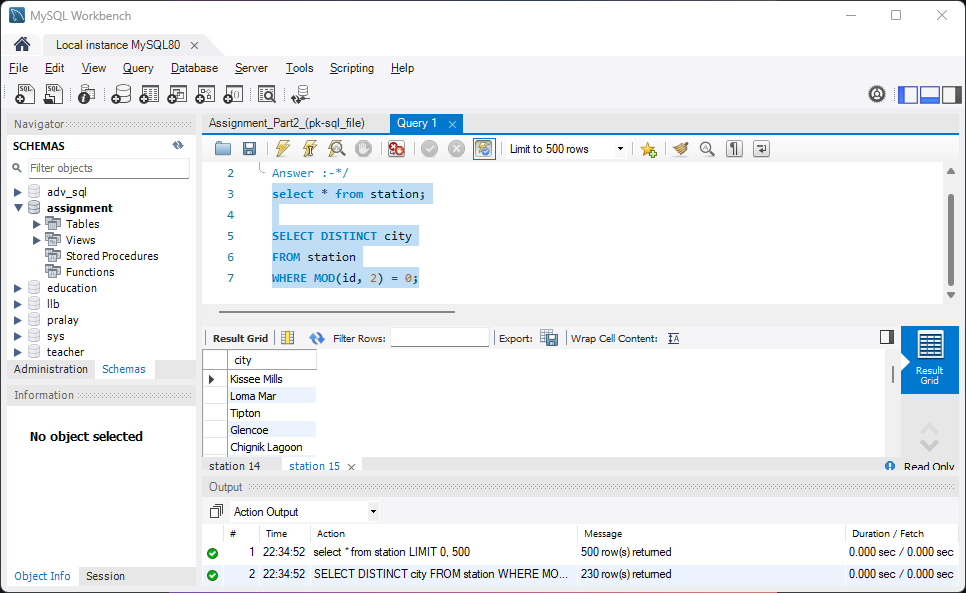 MySQL Workbench
Local instance MySQL80
File Edit View Query Database Server Tools Scripting Help
SQL SQL
Navigator
SCHEMAS
Filter objects
adv_sql
assignment
Tables
Views
Stored Procedures
Functions
education
llb
pralay
sys
teacher
Administration Schemas
Information
No object selected
Object Info Session
Assignment_Part2_(pk-sql_file) Query 1
Limit to 500 rows
2 Answer :-*/
3 select * from station;
4
5 SELECT DISTINCT city
6 FROM station
7 WHERE MOD(id, 2) = 0;
Result Grid Filter Rows: Export: Wrap Cell Content: IA
city
Kissee Mills
Loma Mar
Tipton
Glencoe
Chignik Lagoon
Result
Grid
station 14 station 15 Read Only
Output
Action Output
# Time Action Message Duration / Fetch
1 22:34:52 select * from station LIMIT 0, 500 500 row(s) returned 0.000 sec / 0.000 sec
2 22:34:52 SELECT DISTINCT city FROM station WHERE MO... 230 row(s) returned 0.000 sec / 0.000 sec